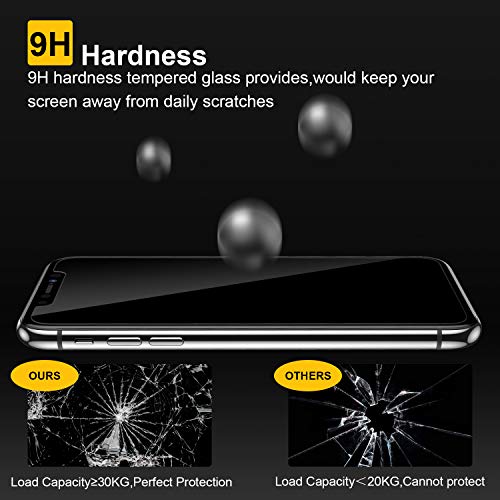 9H Hardness
9H hardness tempered glass provides,would keep your
screen away from daily scratches
OURS
OTHERS
Load Capacity≥30KG,Perfect Protection
Load Capacity＜20KG,Cannot protect